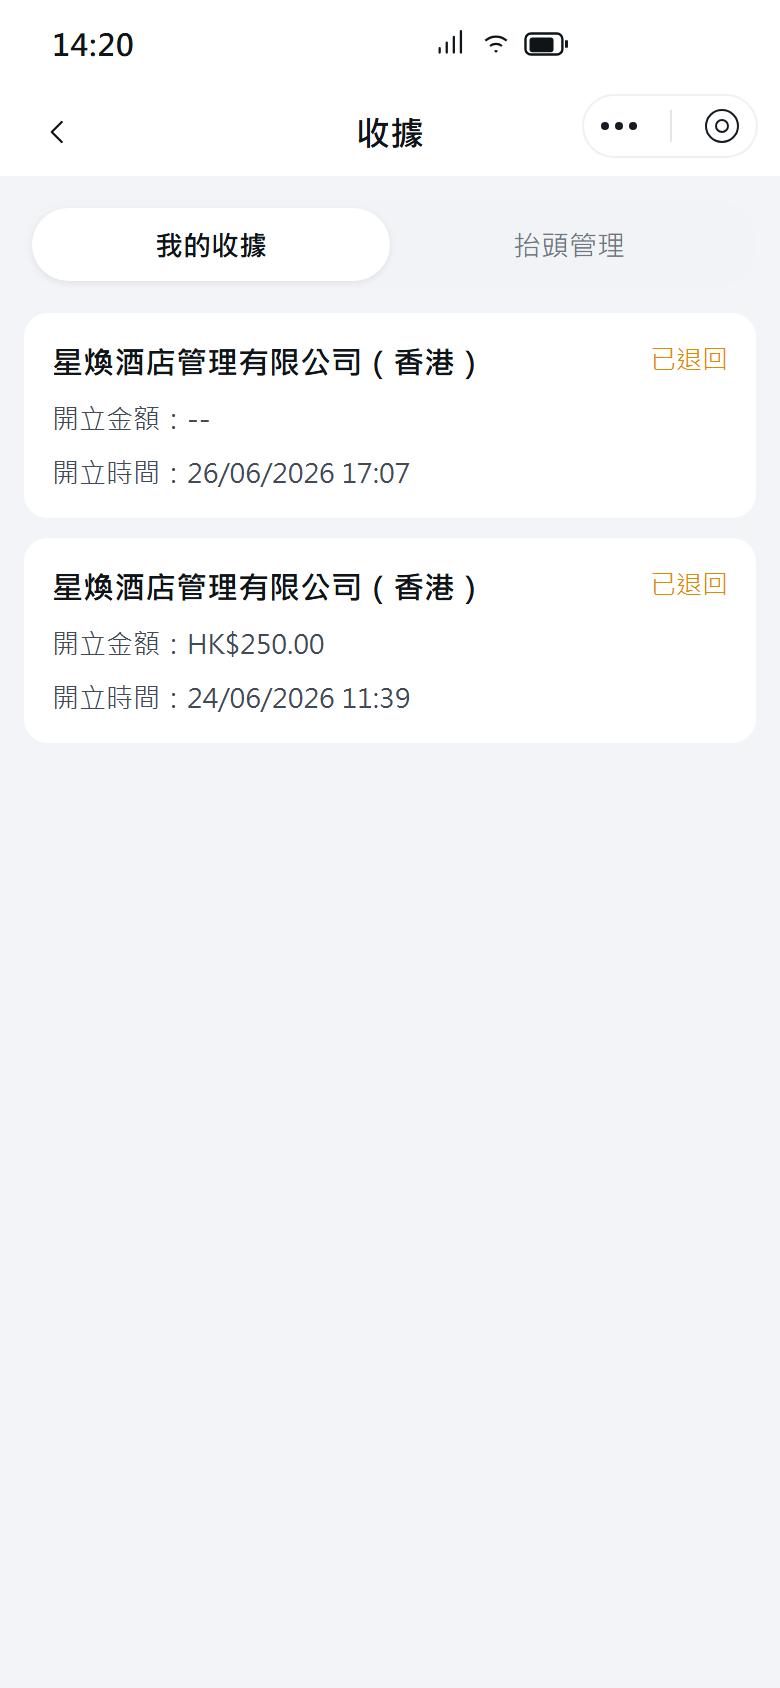 14:20
收據
我的收據
抬頭管理
星煥酒店管理有限公司（香港）
已退回
開立金額：--
開立時間：26/06/2026 17:07
星煥酒店管理有限公司（香港）
已退回
開立金額：HK$250.00
開立時間：24/06/2026 11:39